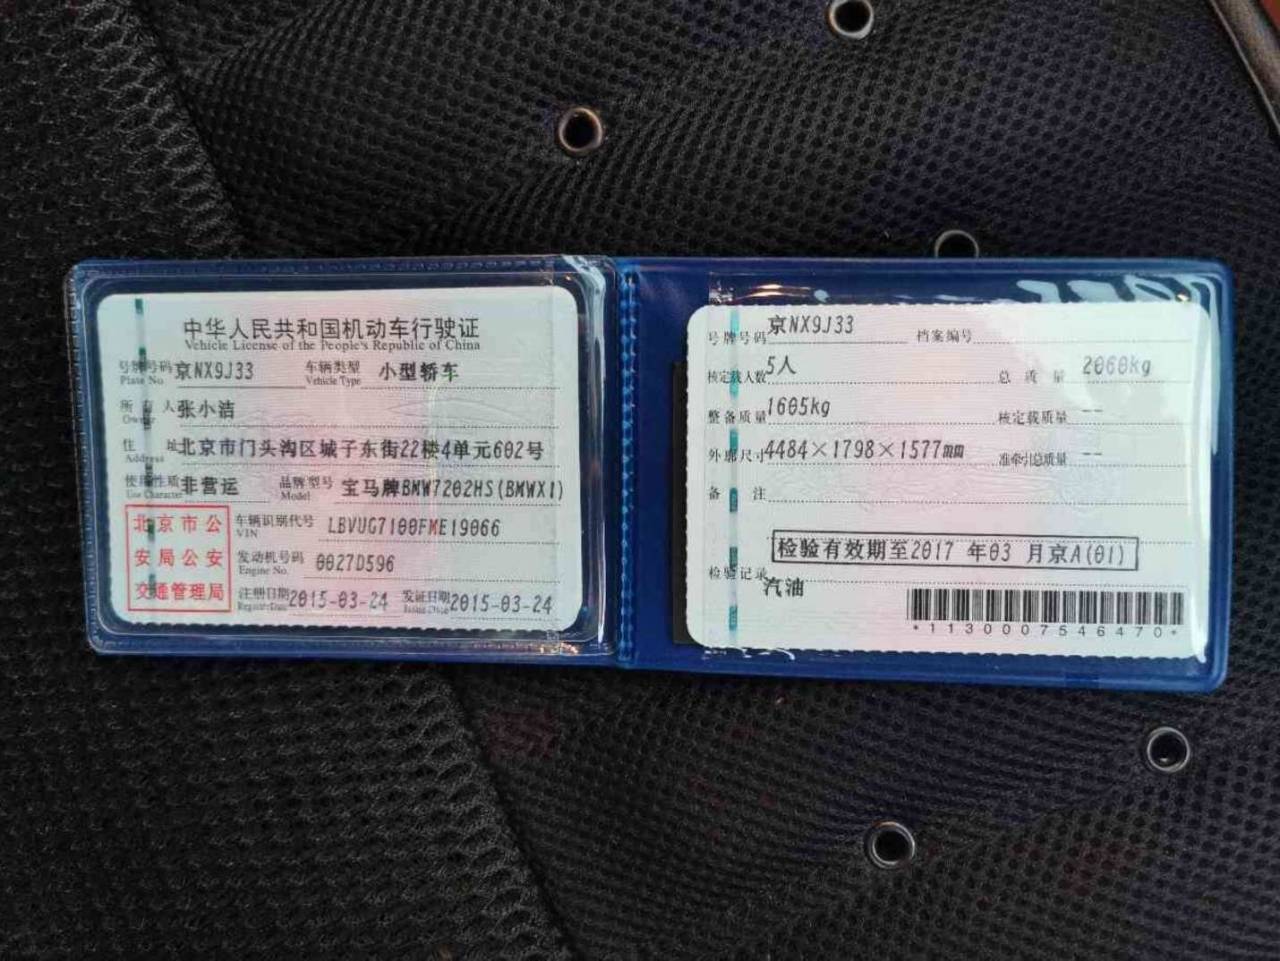 中华人民共和国机动车行驶证
Vehicle License of the People's Republic of China
号牌号码 京NX9J33 车辆类型 小型轿车
Plate No. Vehicle Type
所有人 张小洁
Owner
住址 北京市门头沟区城子东街22楼4单元602号
Address
使用性质 非营运 品牌型号 宝马牌BMW7202HS(BMWX1)
Use Character Model
北京市公
安局公安
交通管理局
车辆识别代号 LBVUG7100FME19066
VIN
发动机号码 0027D596
Engine No.
注册日期 2015-03-24 发证日期 2015-03-24
Register Date Issue Date
号牌号码 京NX9J33 档案编号
核定载人数 5人 总质量 2060kg
整备质量 1605kg 核定载质量 --
外廓尺寸 4484×1798×1577mm 准牵引总质量 --
备注
检验有效期至2017 年03 月京A(01)
检验记录
汽油
*1130007546470*